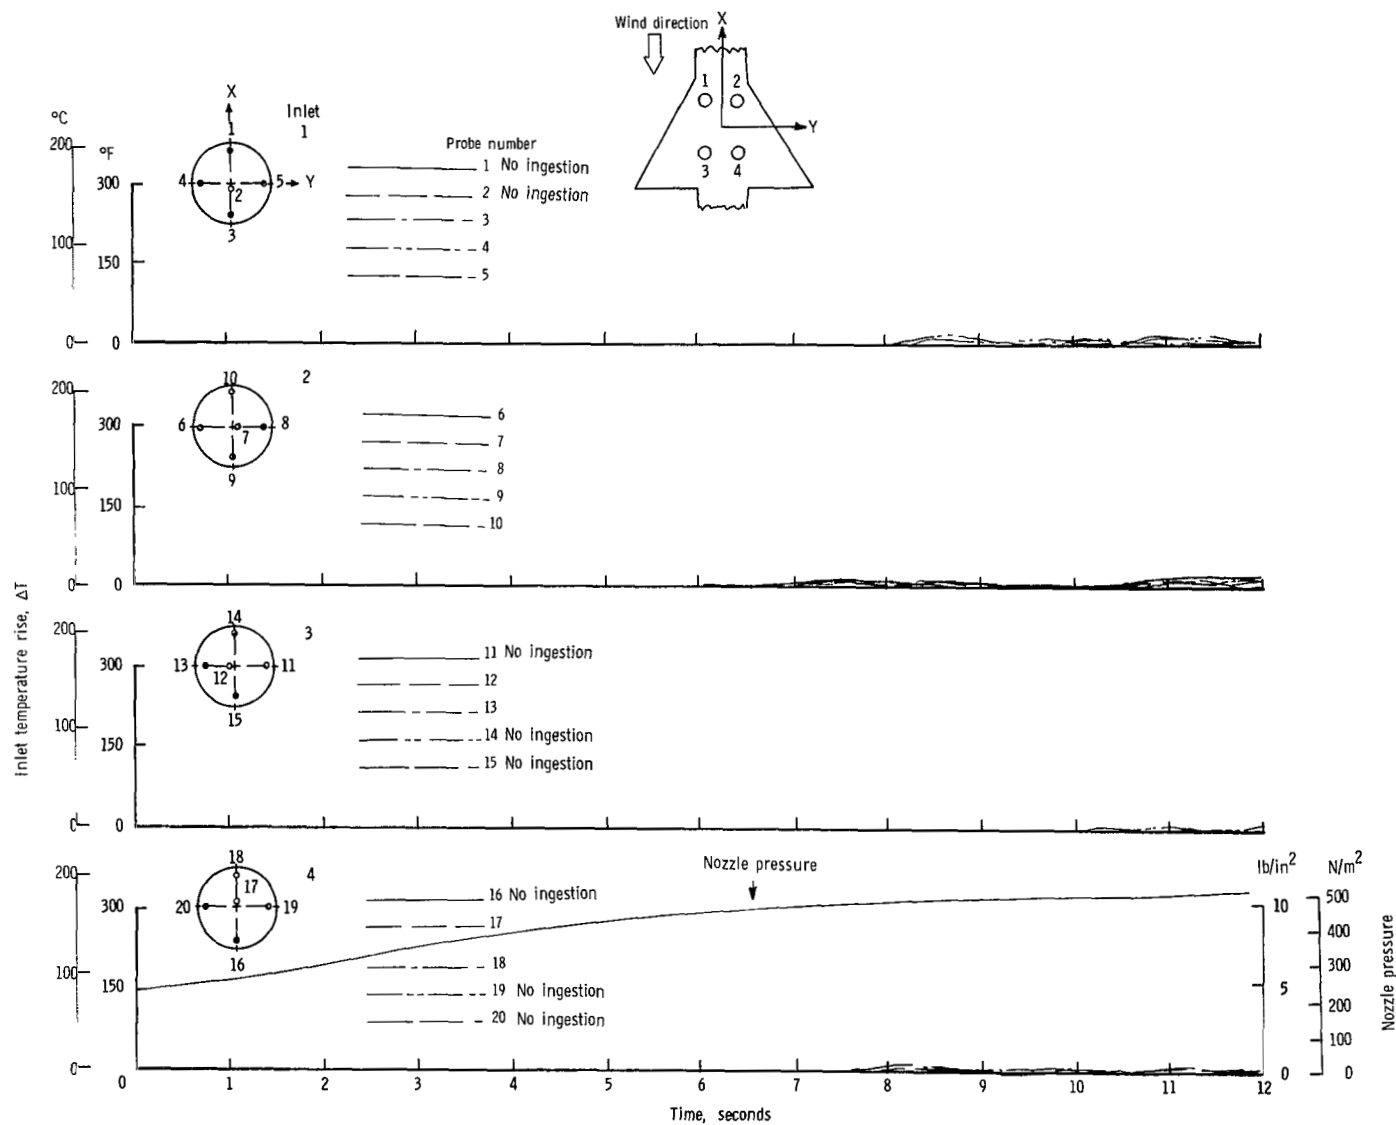 Wind direction
X
1 2
Y
3 4
X
Inlet
1
1
°C
200
°F
300
4 5 Y
2
3
100
150
0 0
Probe number
1 No ingestion
2 No ingestion
3
4
5
10 2
200
300
6 7 8
9
100
150
0 0
6
7
8
9
10
Inlet temperature rise, ΔT
14 3
200
300
13 12 11
15
100
150
0 0
11 No ingestion
12
13
14 No ingestion
15 No ingestion
18 4
200
300
17
20 19
16
100
150
0 0
16 No ingestion
17
18
19 No ingestion
20 No ingestion
Nozzle pressure
lb/in2 N/m2
10 500
400
5 300
200
100
0 0
Nozzle pressure
1 2 3 4 5 6 7 8 9 10 11 12
Time, seconds